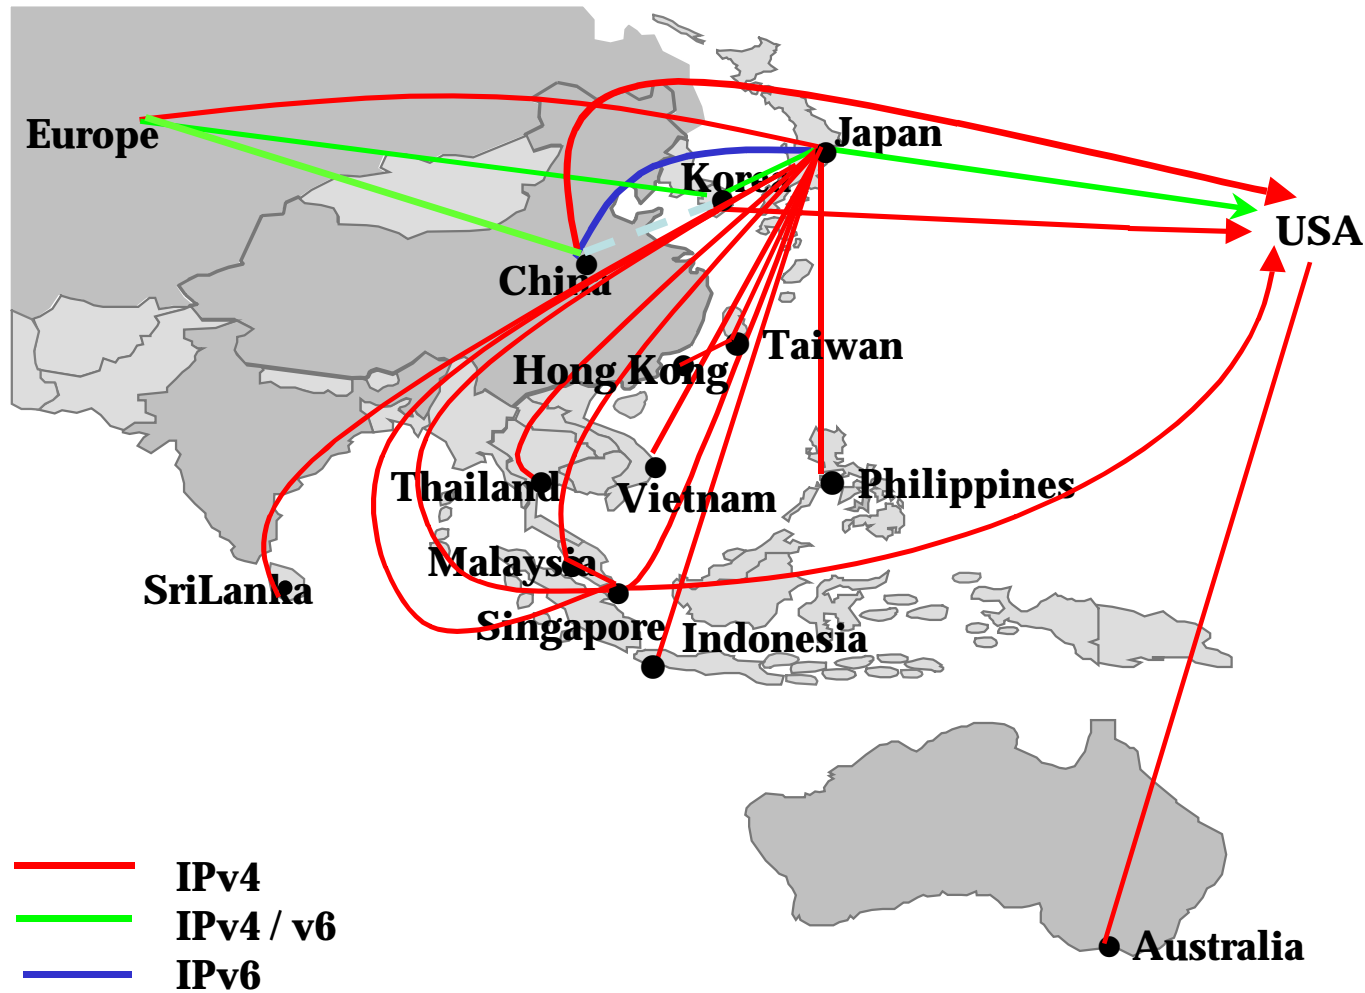 Europe
Japan
Korea
USA
China
Taiwan
Hong Kong
Thailand
Vietnam
Philippines
Malaysia
SriLanka
Singapore
Indonesia
IPv4
IPv4 / v6
Australia
IPv6